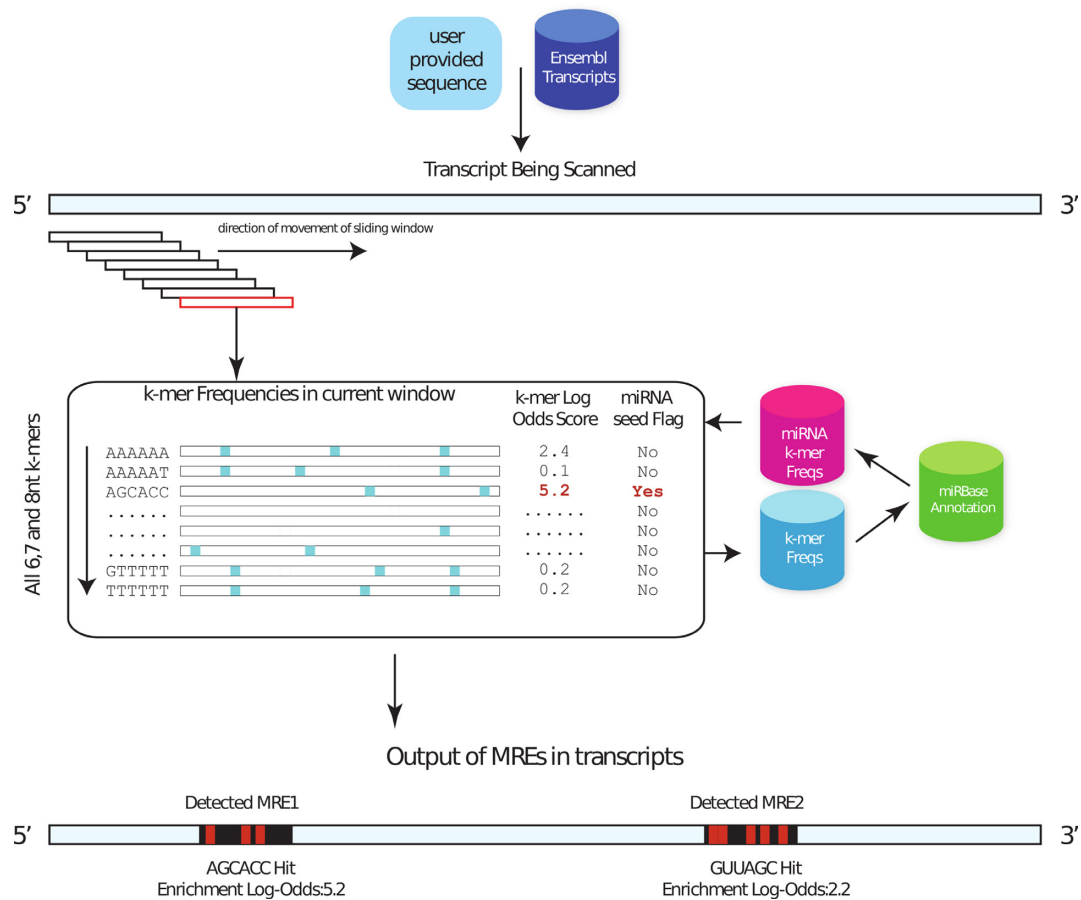 user
provided
sequence
Ensembl
Transcripts
Transcript Being Scanned
5’
3’
direction of movement of sliding window
k-mer Frequencies in current window
k-mer Log
Odds Score
miRNA
seed Flag
All 6,7 and 8nt k-mers
AAAAAA 2.4 No
AAAAAT 0.1 No
AGCACC 5.2 Yes
...... ...... No
...... ...... No
...... ...... No
GTTTTT 0.2 No
TTTTTT 0.2 No
miRNA
k-mer
Freqs
k-mer
Freqs
miRBase
Annotation
Output of MREs in transcripts
Detected MRE1
Detected MRE2
5’
3’
AGCACC Hit
Enrichment Log-Odds:5.2
GUUAGC Hit
Enrichment Log-Odds:2.2